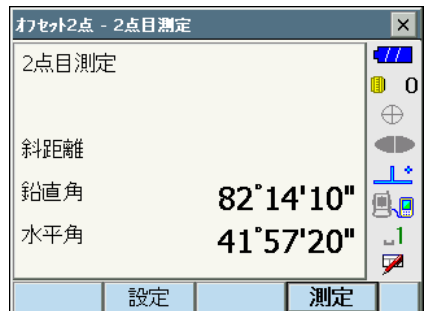 ｵﾌｾｯﾄ2点 - 2点目測定
2点目測定
0
斜距離
鉛直角 82°14'10"
水平角 41°57'20"
1
設定 測定